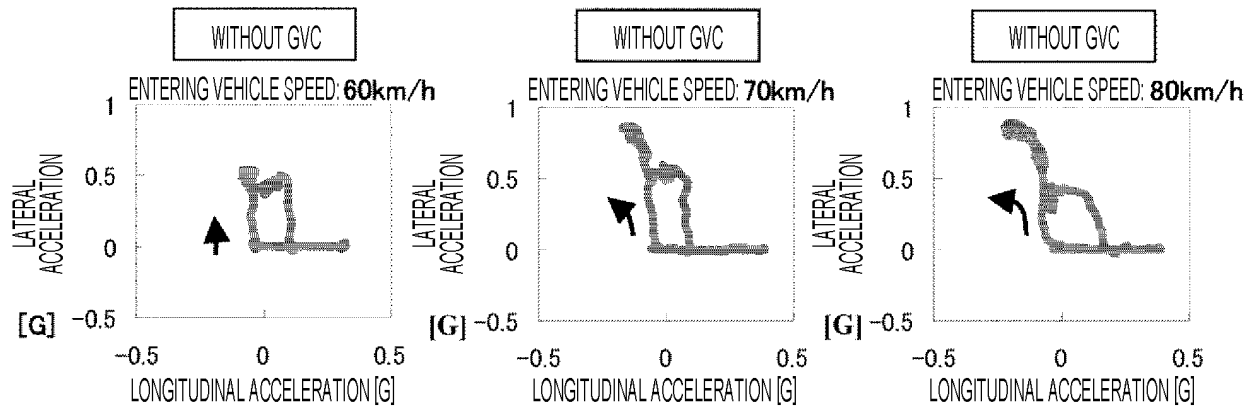 WITHOUT GVC
ENTERING VEHICLE SPEED: 60km/h
1
0.5
0
-0.5
LATERAL
ACCELERATION
[G]
-0.5 0 0.5
LONGITUDINAL ACCELERATION [G]
WITHOUT GVC
ENTERING VEHICLE SPEED: 70km/h
1
0.5
0
-0.5
LATERAL
ACCELERATION
[G]
-0.5 0 0.5
LONGITUDINAL ACCELERATION [G]
WITHOUT GVC
ENTERING VEHICLE SPEED: 80km/h
1
0.5
0
-0.5
LATERAL
ACCELERATION
[G]
-0.5 0 0.5
LONGITUDINAL ACCELERATION [G]